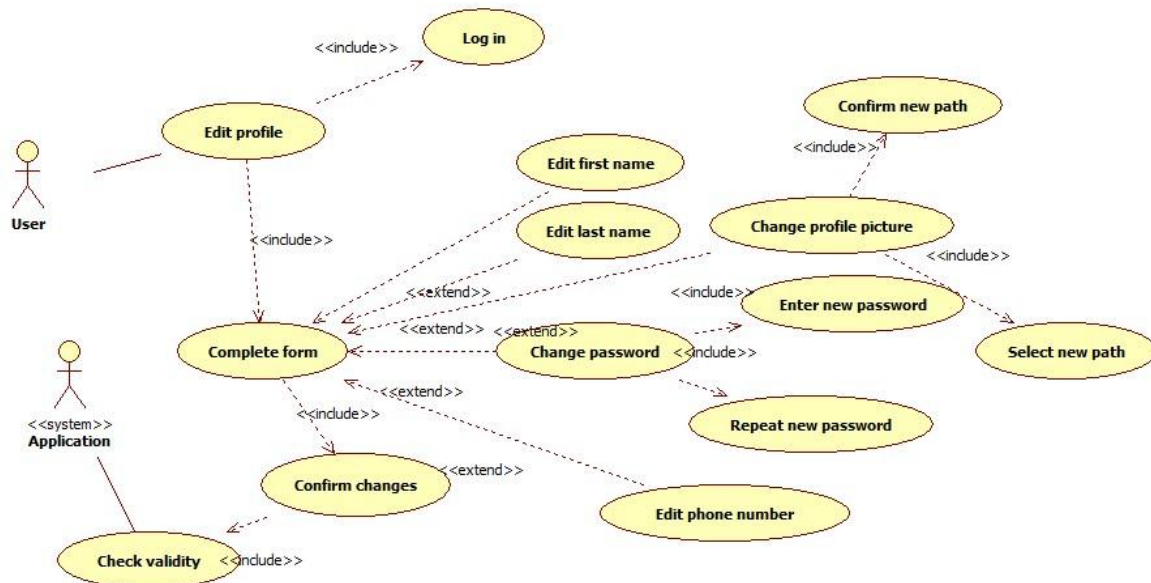 Log in
<<include>>
Edit profile
Confirm new path
<<include>>
User
Edit first name
Edit last name
Change profile picture
<<include>>
<<include>>
<<include>>
<<extend>>
Enter new password
<<extend>>
<<extend>>
Complete form
Change password
<<include>>
Select new path
<<extend>>
<<include>>
Repeat new password
<<system>>
Application
<<extend>>
Confirm changes
Edit phone number
Check validity
<<include>>